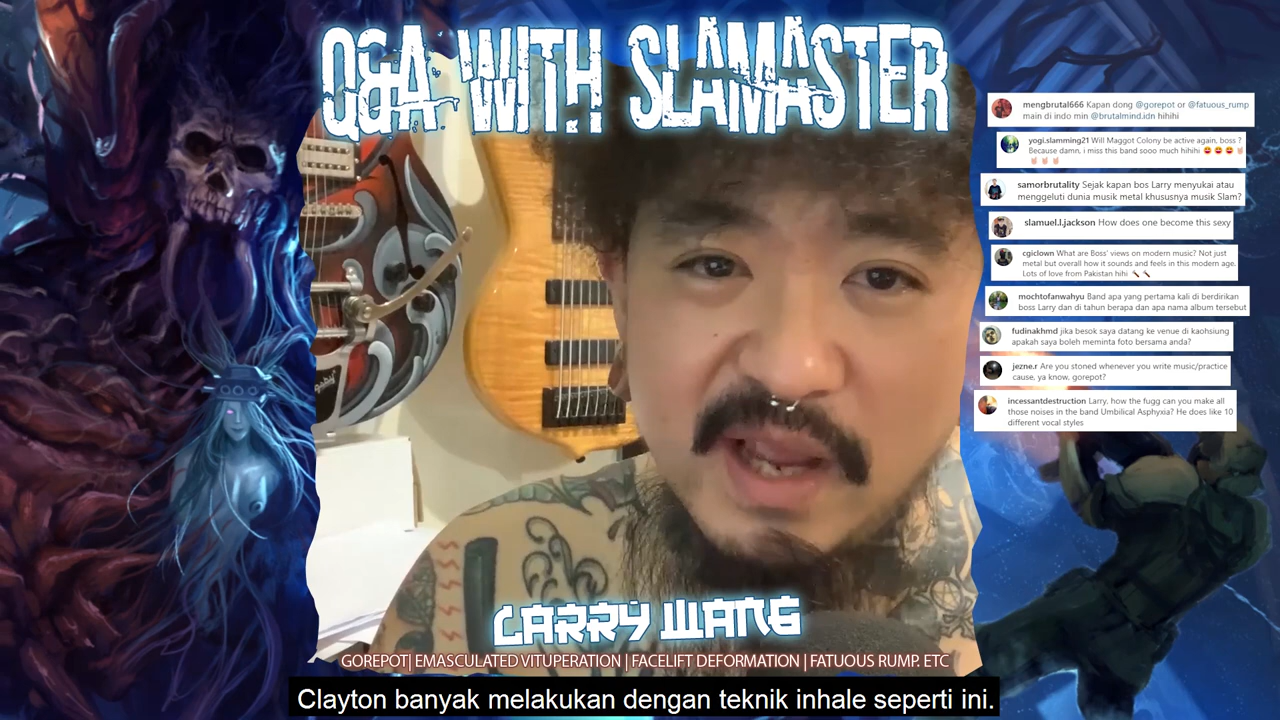 Q&A WITH SLAMASTER
mengbrutal666 Kapan dong @gorepot or @fatuous_rump
main di indo min @brutalmind.idn hihihi
yogi.slamming21 Will Maggot Colony be active again, boss ?
Because damn, i miss this band sooo much hihihi 😍 😍 😍 🤘
🤘 🤘 🤘
samorbrutality Sejak kapan bos Larry menyukai atau
menggeluti dunia musik metal khususnya musik Slam?
slamuel.l.jackson How does one become this sexy
cgiclown What are Boss' views on modern music? Not just
metal but overall how it sounds and feels in this modern age.
Lots of love from Pakistan hihi
mochtofanwahyu Band apa yang pertama kali di berdirikan
boss Larry dan di tahun berapa dan apa nama album tersebut
fudinakhmd jika besok saya datang ke venue di kaohsiung
apakah saya boleh meminta foto bersama anda?
jezne.r Are you stoned whenever you write music/practice
cause, ya know, gorepot?
incessantdestruction Larry, how the fugg can you make all
those noises in the band Umbilical Asphyxia? He does like 10
different vocal styles
LARRY WANG
GOREPOT| EMASCULATED VITUPERATION | FACELIFT DEFORMATION | FATUOUS RUMP. ETC
Clayton banyak melakukan dengan teknik inhale seperti ini.